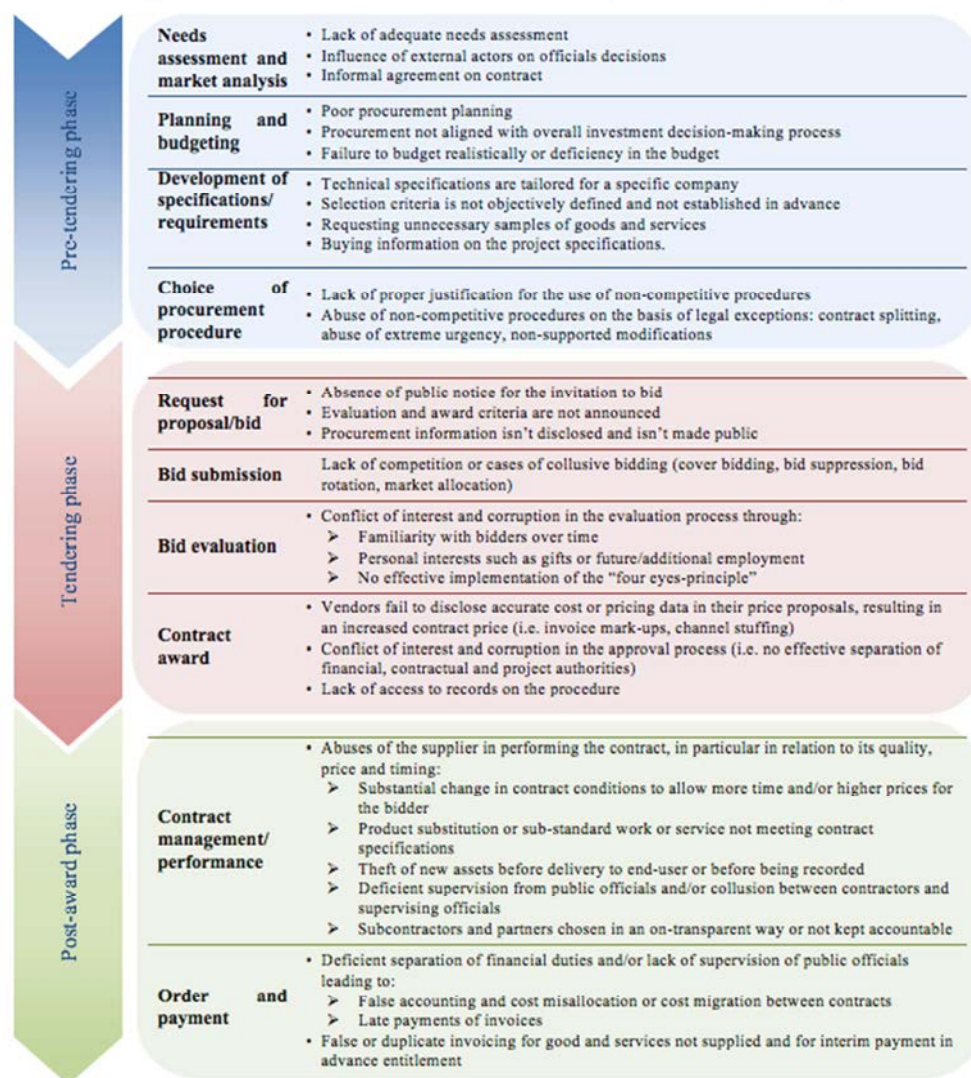 Pre-tendering phase
Needs
assessment and
market analysis
• Lack of adequate needs assessment
• Influence of external actors on officials decisions
• Informal agreement on contract
Planning and
budgeting
• Poor procurement planning
• Procurement not aligned with overall investment decision-making process
• Failure to budget realistically or deficiency in the budget
Development of
specifications/
requirements
• Technical specifications are tailored for a specific company
• Selection criteria is not objectively defined and not established in advance
• Requesting unnecessary samples of goods and services
• Buying information on the project specifications.
Choice of
procurement
procedure
• Lack of proper justification for the use of non-competitive procedures
• Abuse of non-competitive procedures on the basis of legal exceptions: contract splitting,
abuse of extreme urgency, non-supported modifications
Tendering phase
Request for
proposal/bid
• Absence of public notice for the invitation to bid
• Evaluation and award criteria are not announced
• Procurement information isn't disclosed and isn't made public
Bid submission
Lack of competition or cases of collusive bidding (cover bidding, bid suppression, bid
rotation, market allocation)
Bid evaluation
• Conflict of interest and corruption in the evaluation process through:
➢ Familiarity with bidders over time
➢ Personal interests such as gifts or future/additional employment
➢ No effective implementation of the “four eyes-principle”
Contract
award
• Vendors fail to disclose accurate cost or pricing data in their price proposals, resulting in
an increased contract price (i.e. invoice mark-ups, channel stuffing)
• Conflict of interest and corruption in the approval process (i.e. no effective separation of
financial, contractual and project authorities)
• Lack of access to records on the procedure
Post-award phase
Contract
management/
performance
• Abuses of the supplier in performing the contract, in particular in relation to its quality,
price and timing:
➢ Substantial change in contract conditions to allow more time and/or higher prices for
the bidder
➢ Product substitution or sub-standard work or service not meeting contract
specifications
➢ Theft of new assets before delivery to end-user or before being recorded
➢ Deficient supervision from public officials and/or collusion between contractors and
supervising officials
➢ Subcontractors and partners chosen in an on-transparent way or not kept accountable
Order and
payment
• Deficient separation of financial duties and/or lack of supervision of public officials
leading to:
➢ False accounting and cost misallocation or cost migration between contracts
➢ Late payments of invoices
• False or duplicate invoicing for good and services not supplied and for interim payment in
advance entitlement